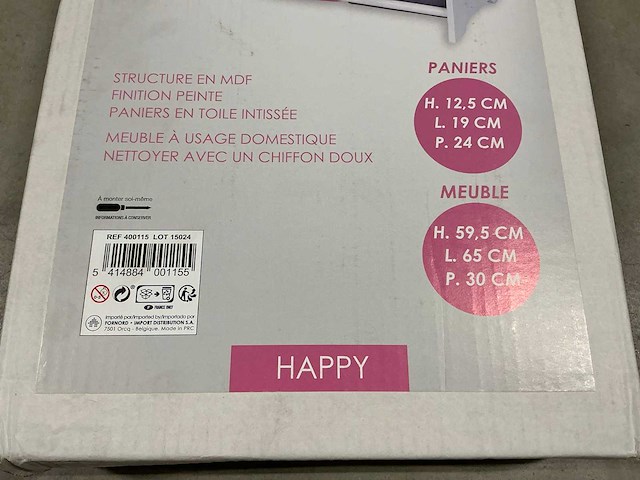 STRUCTURE EN MDF
FINITION PEINTE
PANIERS EN TOILE INTISSÉE
MEUBLE À USAGE DOMESTIQUE
NETTOYER AVEC UN CHIFFON DOUX
PANIERS
H. 12,5 CM
L. 19 CM
P. 24 CM
MEUBLE
H. 59,5 CM
L. 65 CM
P. 30 CM
À monter soi-même
INFORMATIONS À CONSERVER
REF 400115 LOT 15024
5 414884 001155
FRANCE ONLY
Importé par/Imported by/Importado por
FORNORD + IMPORT DISTRIBUTION S.A.
7501 Orcq - Belgique. Made in PRC
HAPPY